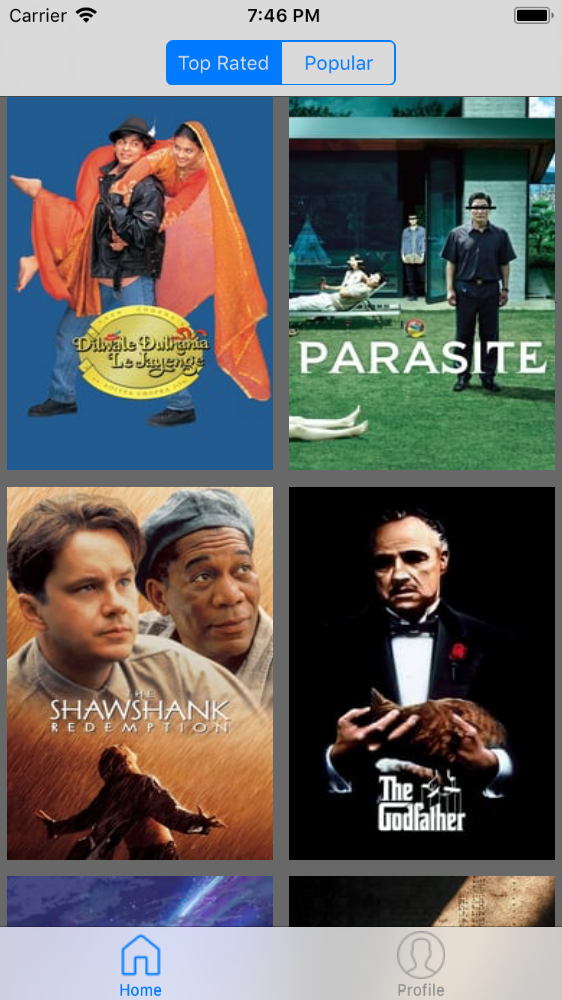 Carrier 7:46 PM
Top Rated Popular
Dilwale Dulhania
Le Jayenge
PARASITE
THE
SHAWSHANK
REDEMPTION
The
Godfather
Home Profile